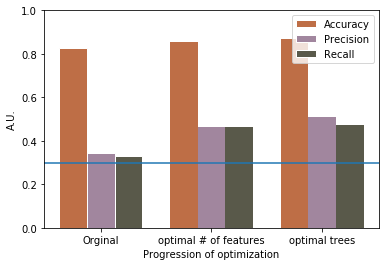 1.0
0.8
0.6
0.4
0.2
0.0
A.U.
Accuracy
Precision
Recall
Orginal
optimal # of features
optimal trees
Progression of optimization